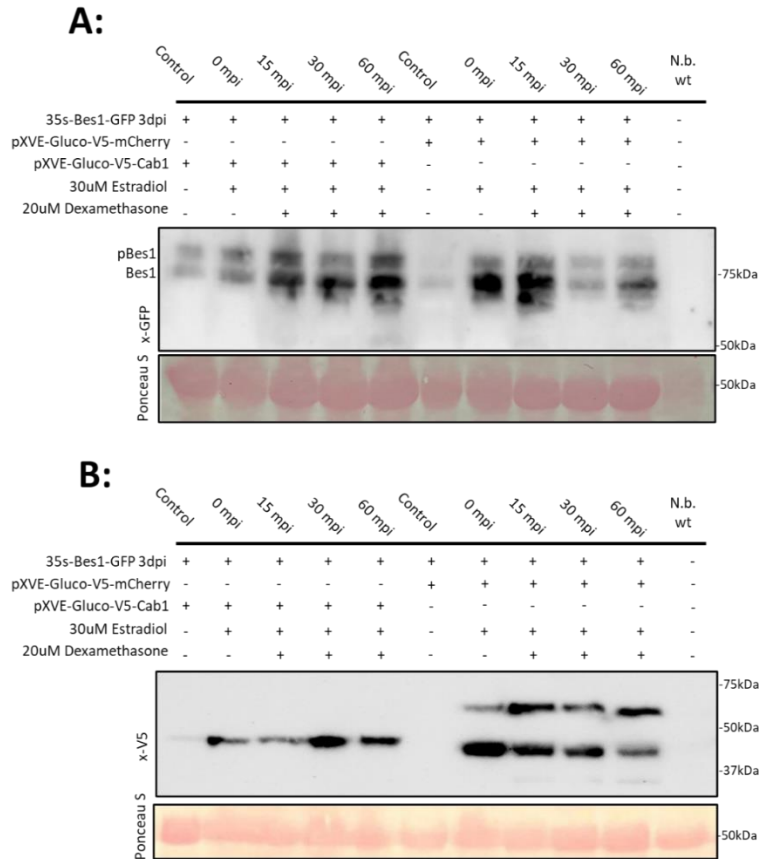 A:
Control 0 mpi 15 mpi 30 mpi 60 mpi Control 0 mpi 15 mpi 30 mpi 60 mpi N.b. wt
35s-Bes1-GFP 3dpi + + + + + + + + + + -
pXVE-Gluco-V5-mCherry - - - - - + + + + + -
pXVE-Gluco-V5-Cab1 + + + + + - - - - - -
30uM Estradiol - + + + + - + + + + -
20uM Dexamethasone - - + + + - - + + + -
pBes1
Bes1
x-GFP
-75kDa
-50kDa
Ponceau S
-50kDa
B:
Control 0 mpi 15 mpi 30 mpi 60 mpi Control 0 mpi 15 mpi 30 mpi 60 mpi N.b. wt
35s-Bes1-GFP 3dpi + + + + + + + + + + -
pXVE-Gluco-V5-mCherry - - - - - + + + + + -
pXVE-Gluco-V5-Cab1 + + + + + - - - - - -
30uM Estradiol - + + + + - + + + + -
20uM Dexamethasone - - + + + - - + + + -
x-V5
-75kDa
-50kDa
-37kDa
Ponceau S
-50kDa